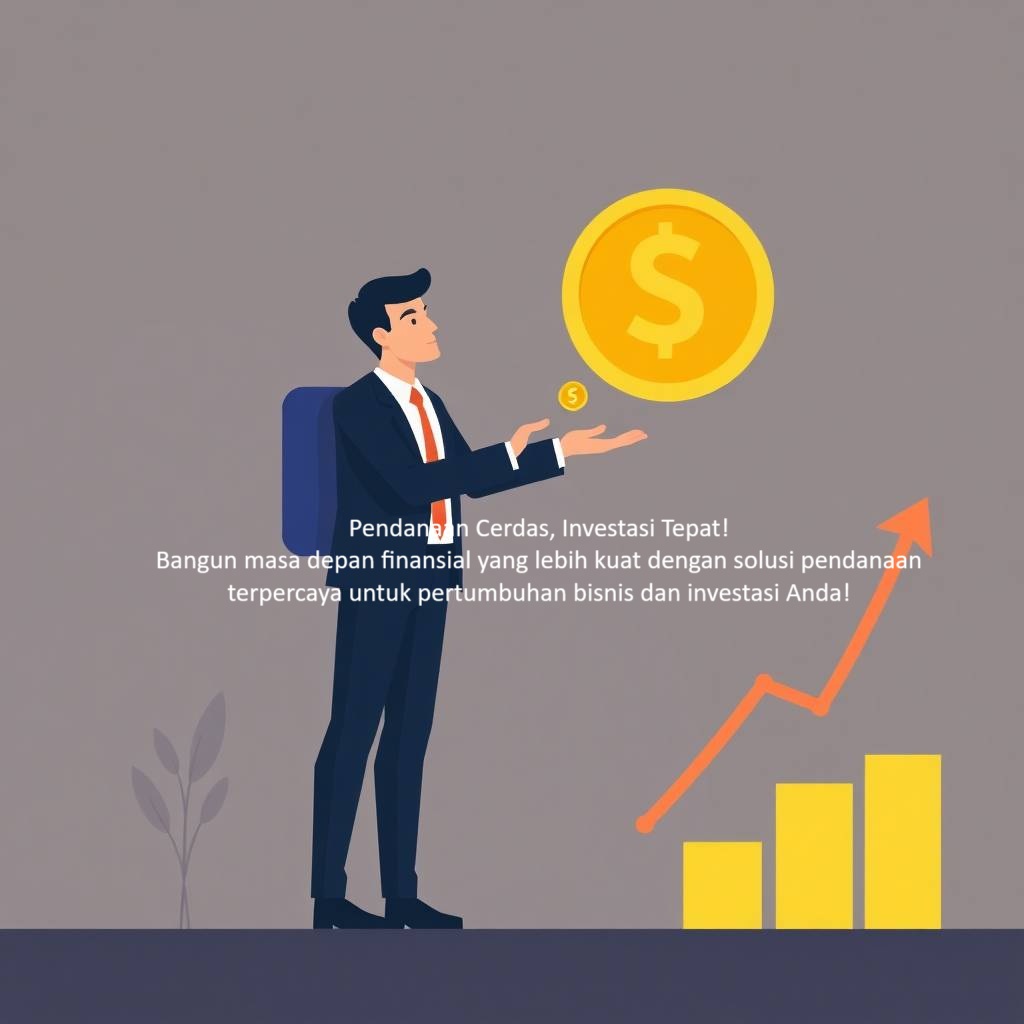 Pendanaan Cerdas, Investasi Tepat!
Bangun masa depan finansial yang lebih kuat dengan solusi pendanaan
terpercaya untuk pertumbuhan bisnis dan investasi Anda!
$
$